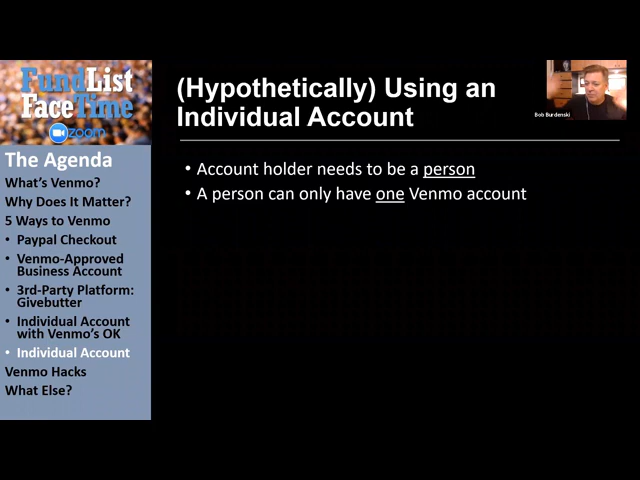 FundList
FaceTime
zoom
The Agenda
What's Venmo?
Why Does It Matter?
5 Ways to Venmo
• Paypal Checkout
• Venmo-Approved
Business Account
• 3rd-Party Platform:
Givebutter
• Individual Account
with Venmo's OK
• Individual Account
Venmo Hacks
What Else?
(Hypothetically) Using an
Individual Account
• Account holder needs to be a person
• A person can only have one Venmo account
Bob Burdenski